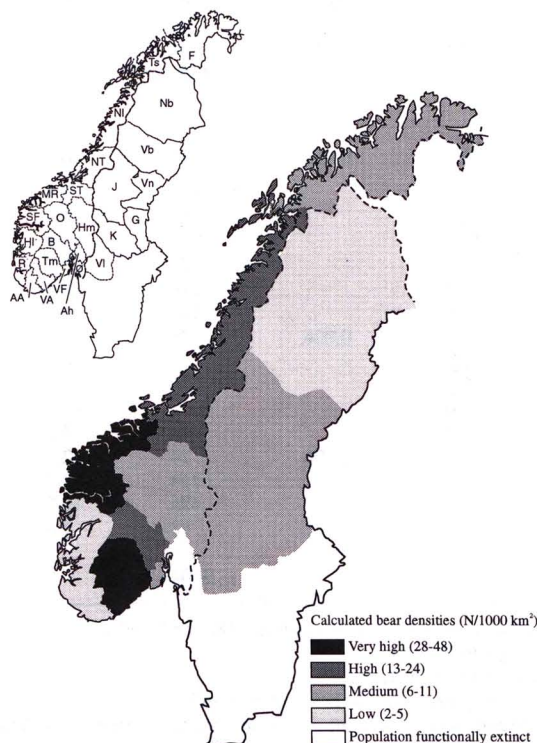 Ts
F
Nb
Nl
Vb
NT
J
Vn
MR
ST
SF
O
G
Hm
Hl
B
K
R
Tm
Vl
Ø
VF
AA
VA
Ah
Calculated bear densities (N/1000 km²)
Very high (28-48)
High (13-24)
Medium (6-11)
Low (2-5)
Population functionally extinct